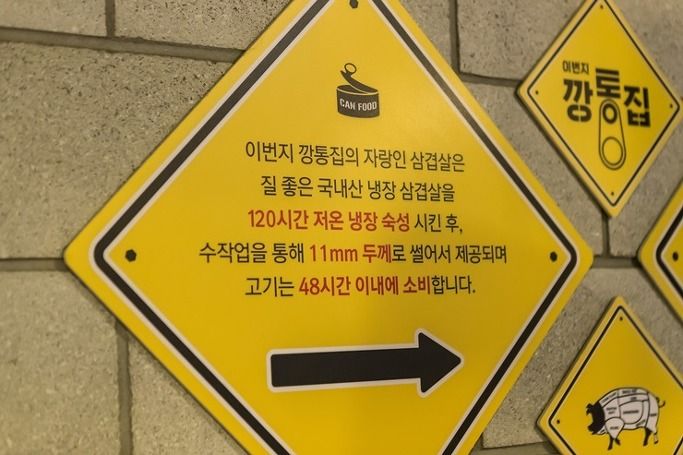 CAN FOOD
이번지 깡통집의 자랑인 삼겹살은
질 좋은 국내산 냉장 삼겹살을
120시간 저온 냉장 숙성 시킨 후,
수작업을 통해 11mm 두께로 썰어서 제공되며
고기는 48시간 이내에 소비합니다.
이번지
깡통집